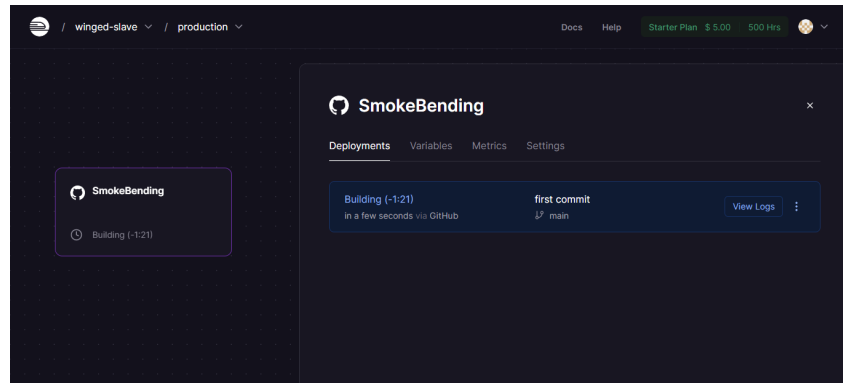 / winged-slave / production
Docs Help Starter Plan $ 5.00 500 Hrs
SmokeBending
Building (-1:21)
SmokeBending
Deployments Variables Metrics Settings
Building (-1:21)
in a few seconds via GitHub
first commit
main
View Logs